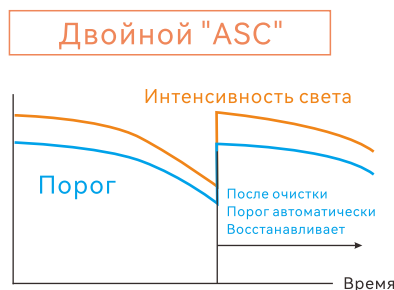 Двойной "ASC"
Интенсивность света
Порог
После очистки
Порог автоматически
Восстанавливает
Время